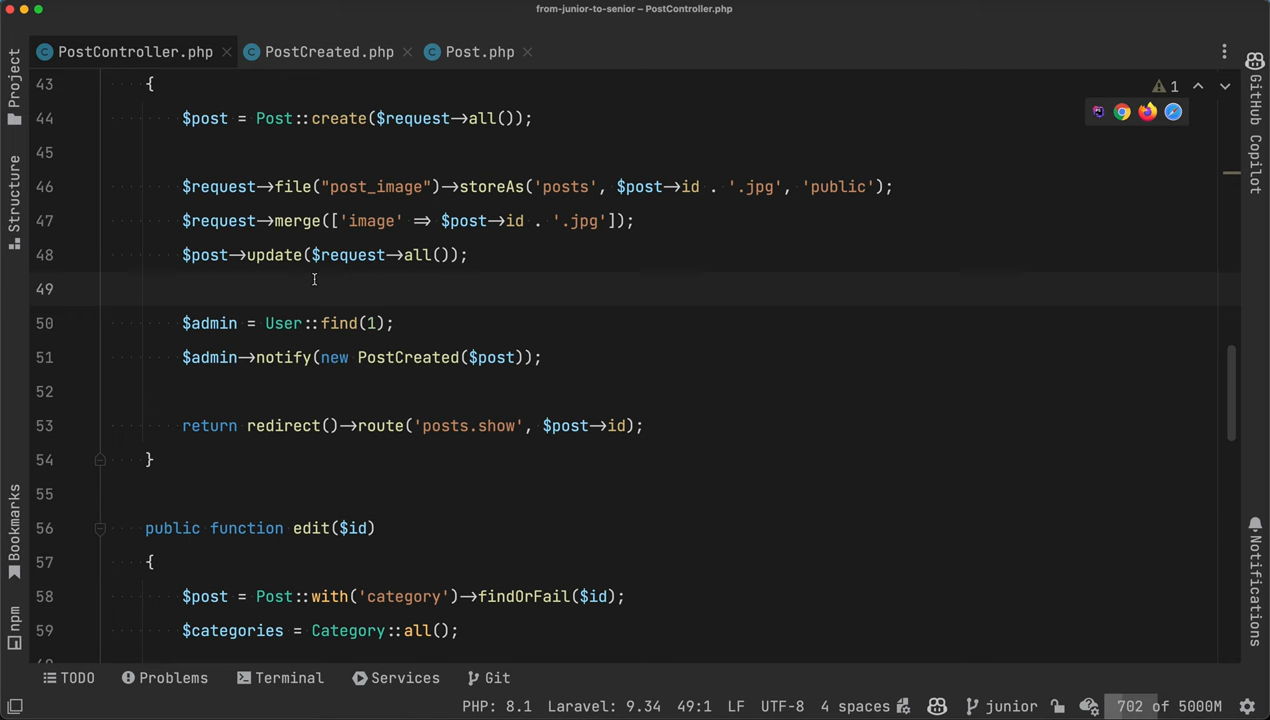 from-junior-to-senior – PostController.php
PostController.php
PostCreated.php
Post.php
Project
Structure
Bookmarks
npm
GitHub Copilot
Notifications
1
43 {
44 $post = Post::create($request->all());
45
46 $request->file("post_image")->storeAs('posts', $post->id . '.jpg', 'public');
47 $request->merge(['image' => $post->id . '.jpg']);
48 $post->update($request->all());
49
50 $admin = User::find(1);
51 $admin->notify(new PostCreated($post));
52
53 return redirect()->route('posts.show', $post->id);
54 }
55
56 public function edit($id)
57 {
58 $post = Post::with('category')->findOrFail($id);
59 $categories = Category::all();
TODO Problems Terminal Services Git
PHP: 8.1 Laravel: 9.34 49:1 LF UTF-8 4 spaces junior 702 of 5000M